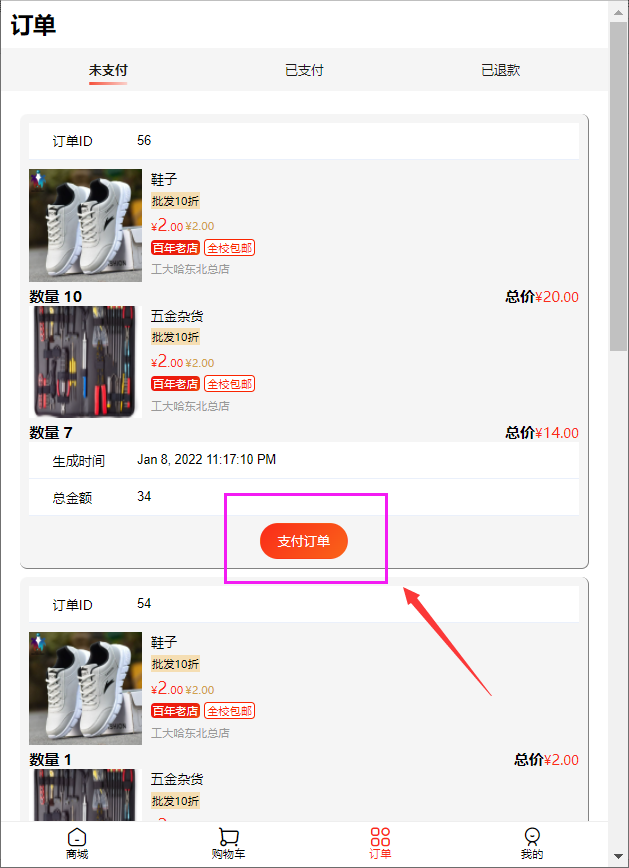 订单
未支付 已支付 已退款
订单ID 56
鞋子
批发10折
¥2.00 ¥2.00
百年老店 全校包邮
工大哈东北总店
数量 10 总价¥20.00
五金杂货
批发10折
¥2.00 ¥2.00
百年老店 全校包邮
工大哈东北总店
数量 7 总价¥14.00
生成时间 Jan 8, 2022 11:17:10 PM
总金额 34
支付订单
订单ID 54
鞋子
批发10折
¥2.00 ¥2.00
百年老店 全校包邮
工大哈东北总店
数量 1 总价¥2.00
五金杂货
批发10折
商城 购物车 订单 我的